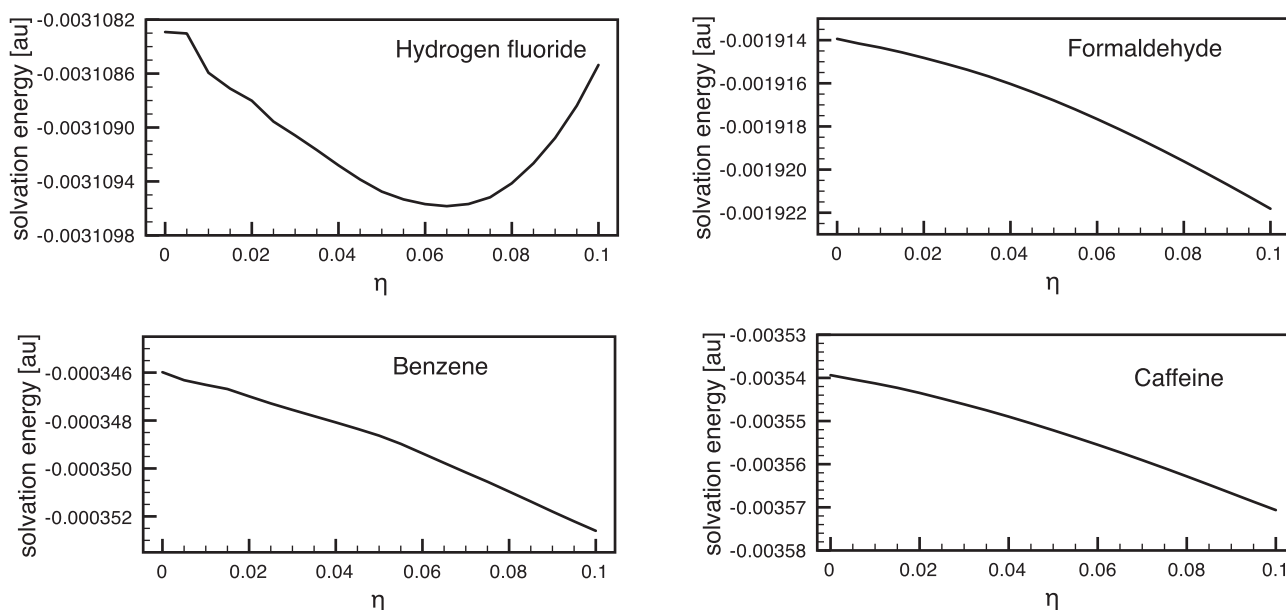 Hydrogen fluoride
solvation energy [au]
-0.0031082
-0.0031086
-0.0031090
-0.0031094
-0.0031098
0 0.02 0.04 0.06 0.08 0.1
η
Formaldehyde
solvation energy [au]
-0.001914
-0.001916
-0.001918
-0.001920
-0.001922
0 0.02 0.04 0.06 0.08 0.1
η
Benzene
solvation energy [au]
-0.000346
-0.000348
-0.000350
-0.000352
0 0.02 0.04 0.06 0.08 0.1
η
Caffeine
solvation energy [au]
-0.00353
-0.00354
-0.00355
-0.00356
-0.00357
-0.00358
0 0.02 0.04 0.06 0.08 0.1
η